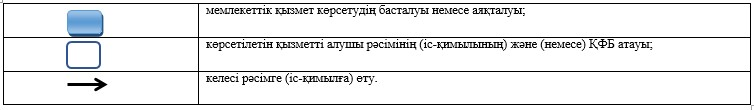 мемлекеттік қызмет көрсетудің басталуы немесе аяқталуы;
көрсетілетін қызметті алушы рәсімінің (іс-қимылының) және (немесе) ҚФБ атауы;
келесі рәсімге (іс-қимылға) өту.